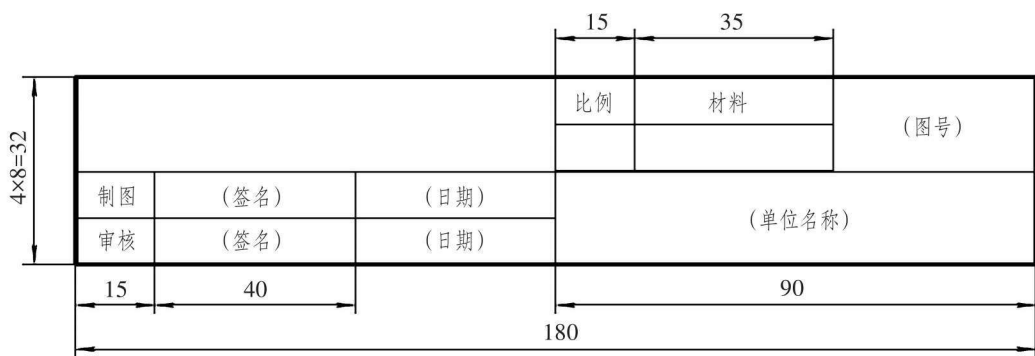 15 35
比例 材料 (图号)
4×8=32
制图 (签名) (日期) (单位名称)
审核 (签名) (日期)
15 40 90
180